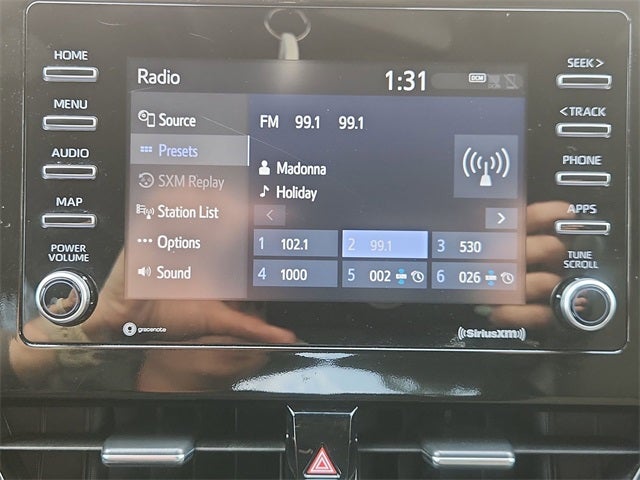 HOME
MENU
AUDIO
MAP
POWER
VOLUME
Radio
1:31
DCM
Source
Presets
SXM Replay
Station List
Options
Sound
FM 99.1 99.1
Madonna
Holiday
< >
1 102.1
2 99.1
3 530
4 1000
5 002
6 026
SEEK >
< TRACK
PHONE
APPS
TUNE
SCROLL
gracenote
SiriusXM